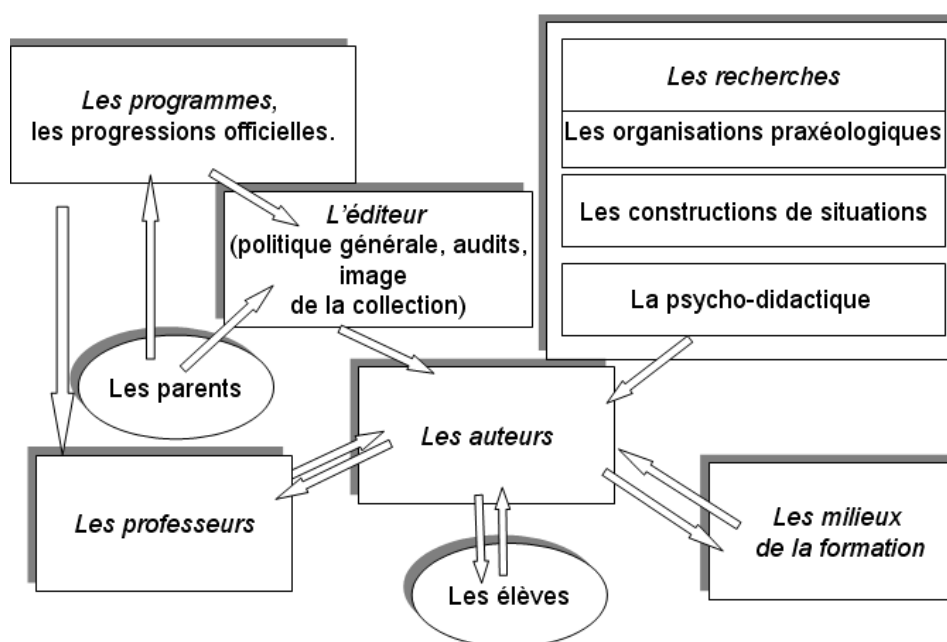 Les programmes,
les progressions officielles.
Les recherches
Les organisations praxéologiques
Les constructions de situations
La psycho-didactique
L'éditeur
(politique générale, audits,
image
de la collection)
Les parents
Les auteurs
Les professeurs
Les milieux
de la formation
Les élèves